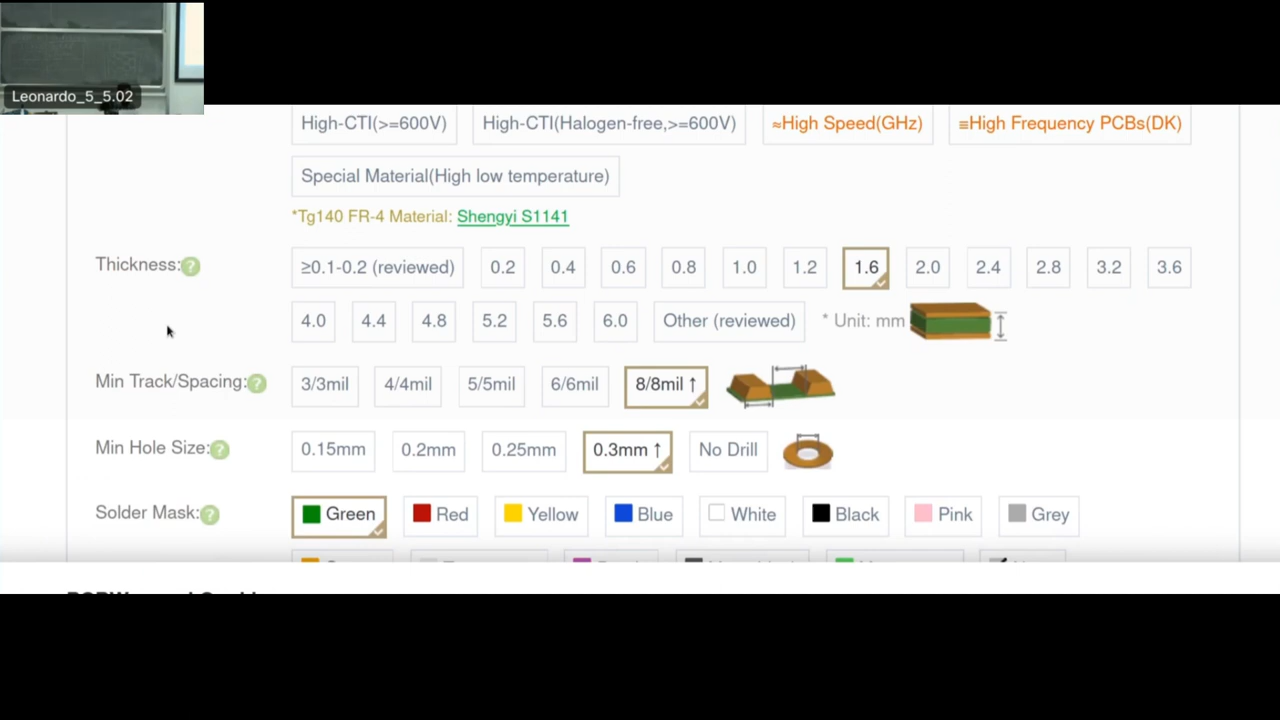 Leonardo_5_5.02
High-CTI(>=600V) High-CTI(Halogen-free,>=600V) ≈High Speed(GHz) ≡High Frequency PCBs(DK)
Special Material(High low temperature)
*Tg140 FR-4 Material: Shengyi S1141
Thickness: ? ≥0.1-0.2 (reviewed) 0.2 0.4 0.6 0.8 1.0 1.2 1.6 2.0 2.4 2.8 3.2 3.6
4.0 4.4 4.8 5.2 5.6 6.0 Other (reviewed) * Unit: mm
Min Track/Spacing: ? 3/3mil 4/4mil 5/5mil 6/6mil 8/8mil ↑
Min Hole Size: ? 0.15mm 0.2mm 0.25mm 0.3mm ↑ No Drill
Solder Mask: ? Green Red Yellow Blue White Black Pink Grey